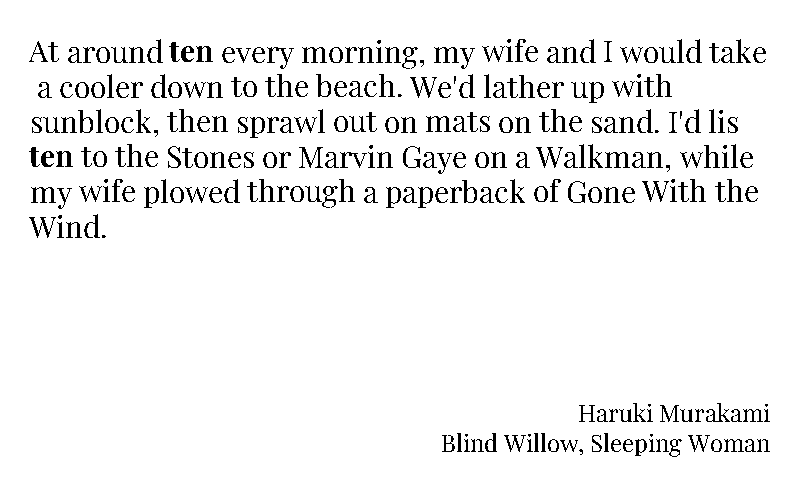 At around ten every morning, my wife and I would take
a cooler down to the beach. We'd lather up with
sunblock, then sprawl out on mats on the sand. I'd lis
ten to the Stones or Marvin Gaye on a Walkman, while
my wife plowed through a paperback of Gone With the
Wind.
Haruki Murakami
Blind Willow, Sleeping Woman